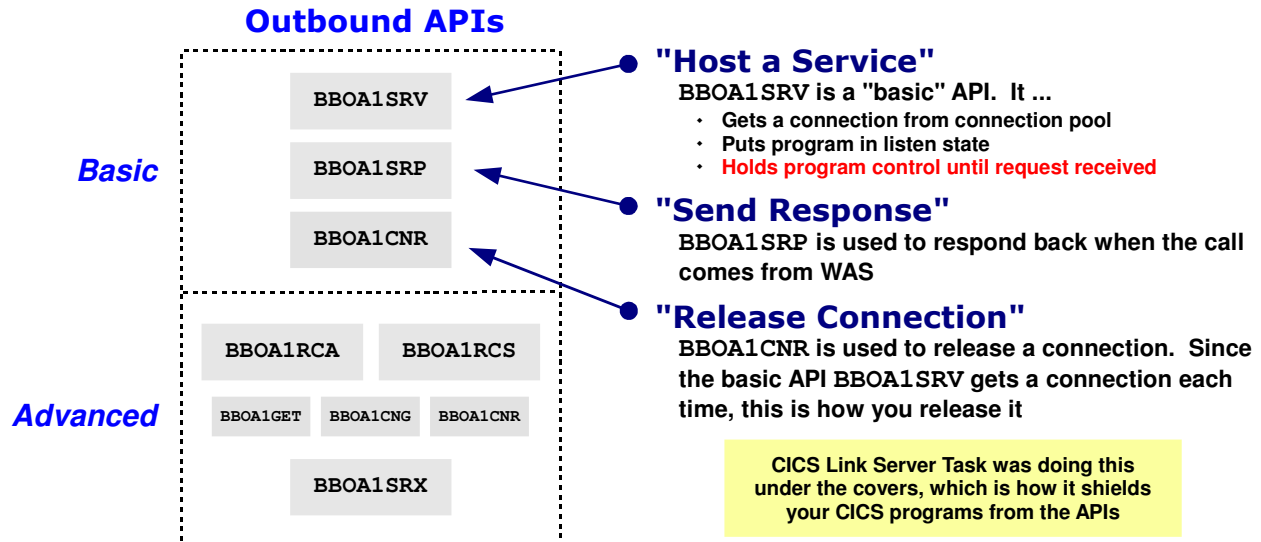 Outbound APIs
Basic
BBOA1SRV
BBOA1SRP
BBOA1CNR
Advanced
BBOA1RCA BBOA1RCS
BBOA1GET BBOA1CNG BBOA1CNR
BBOA1SRX
"Host a Service"
BBOA1SRV is a "basic" API. It ...
Gets a connection from connection pool
Puts program in listen state
Holds program control until request received
"Send Response"
BBOA1SRP is used to respond back when the call
comes from WAS
"Release Connection"
BBOA1CNR is used to release a connection. Since
the basic API BBOA1SRV gets a connection each
time, this is how you release it
CICS Link Server Task was doing this
under the covers, which is how it shields
your CICS programs from the APIs